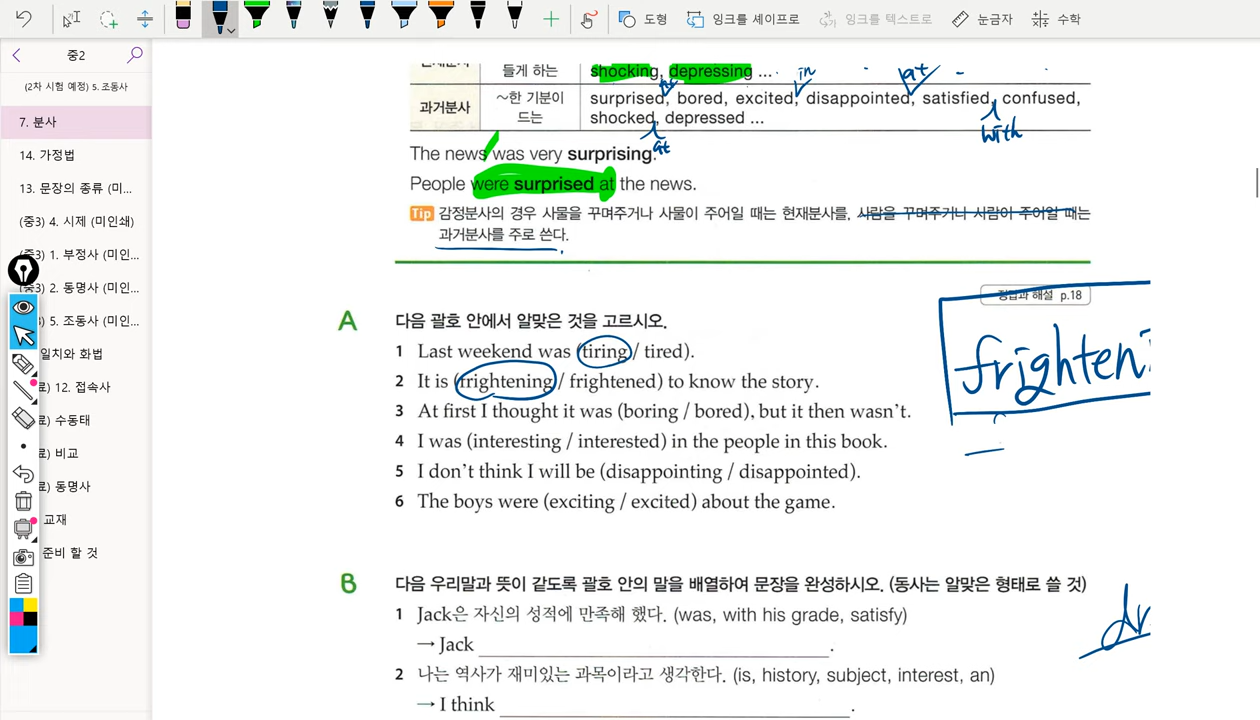 도형 잉크를 셰이프로 잉크를 텍스트로 눈금자 수학
중2
(2차 시험 예정) 5. 조동사
7. 분사
14. 가정법
13. 문장의 종류 (미...
(중3) 4. 시제 (미인쇄)
(중3) 1. 부정사 (미인...
(중3) 2. 동명사 (미인...
) 5. 조동사 (미인...
일치와 화법
) 12. 접속사
) 수동태
) 비교
) 동명사
교재
준비 할 것
들게 하는
shocking, depressing ...
in
at
과거분사
~한 기분이
드는
surprised, bored, excited, disappointed, satisfied, confused,
shocked, depressed ...
at
with
The news was very surprising.
People were surprised at the news.
Tip 감정분사의 경우 사물을 꾸며주거나 사물이 주어일 때는 현재분사를, 사람을 꾸며주거나 사람이 주어일 때는
과거분사를 주로 쓴다.
정답과 해설 p.18
A 다음 괄호 안에서 알맞은 것을 고르시오.
1 Last weekend was (tiring / tired).
2 It is (frightening / frightened) to know the story.
frighteni
3 At first I thought it was (boring / bored), but it then wasn't.
4 I was (interesting / interested) in the people in this book.
5 I don't think I will be (disappointing / disappointed).
6 The boys were (exciting / excited) about the game.
B 다음 우리말과 뜻이 같도록 괄호 안의 말을 배열하여 문장을 완성하시오. (동사는 알맞은 형태로 쓸 것)
1 Jack은 자신의 성적에 만족해 했다. (was, with his grade, satisfy)
→ Jack .
2 나는 역사가 재미있는 과목이라고 생각한다. (is, history, subject, interest, an)
→ I think .